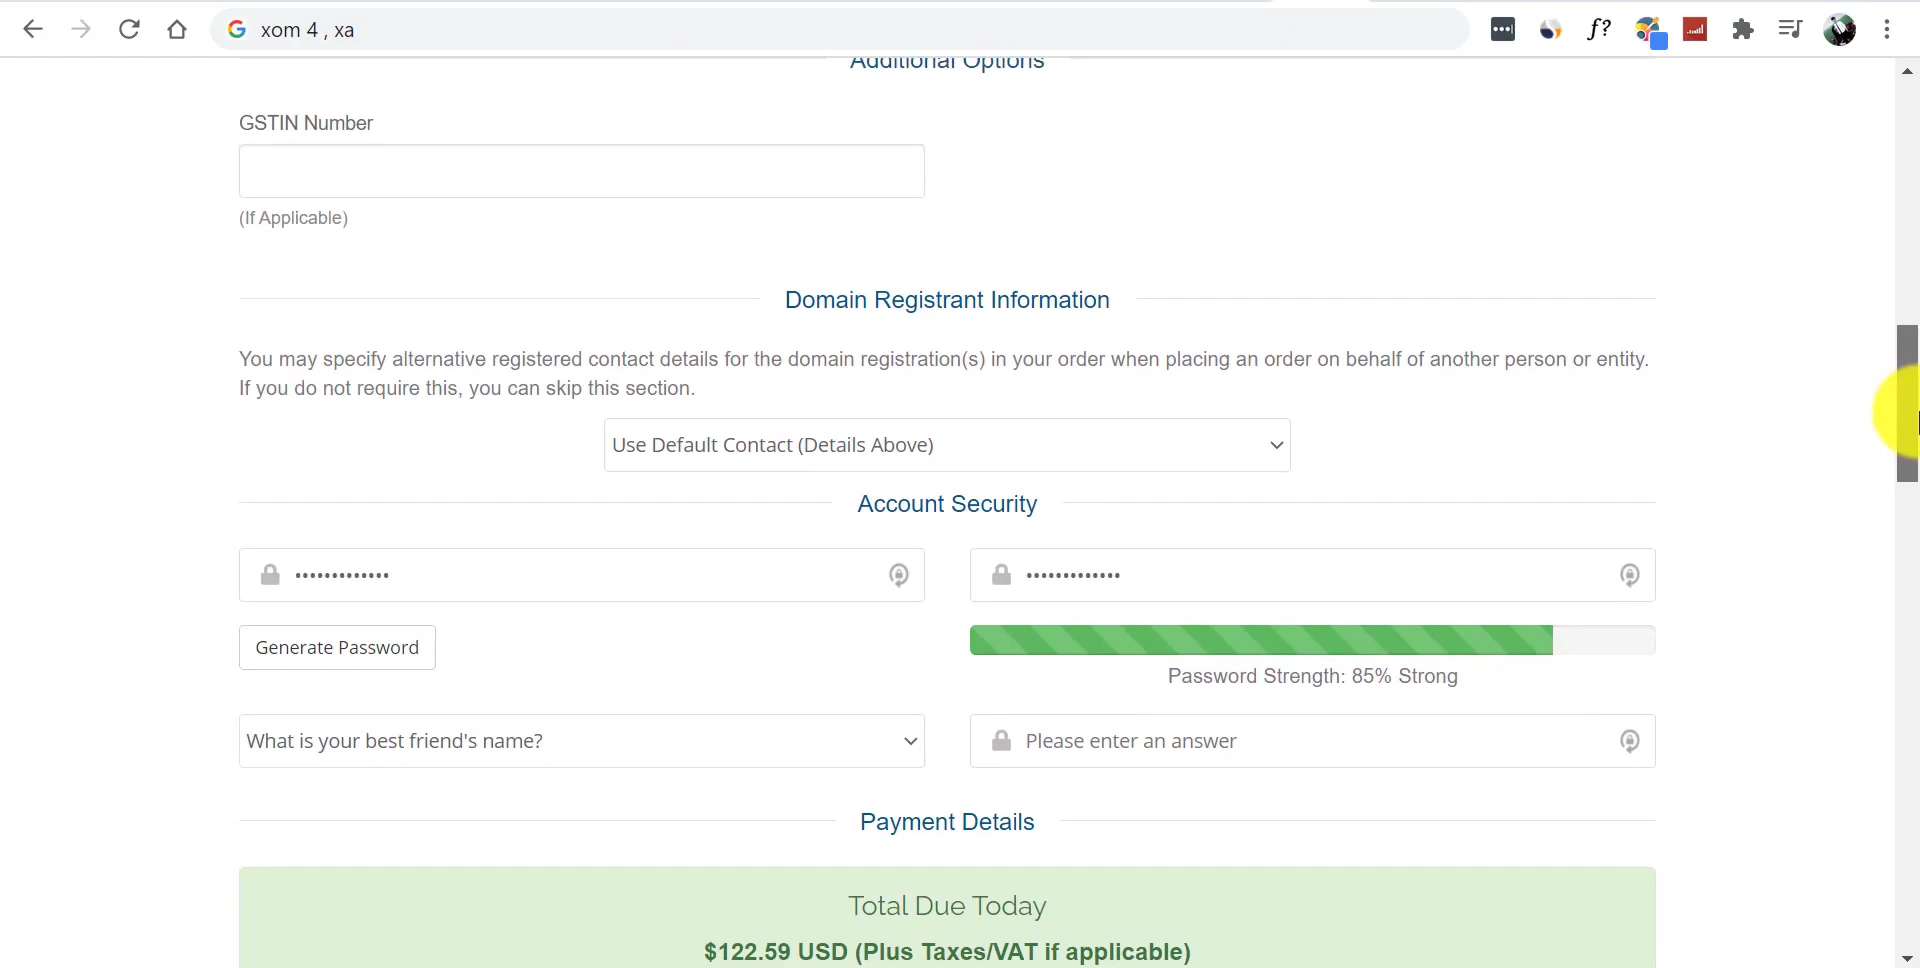 xom 4 , xa
Additional Options
GSTIN Number
(If Applicable)
Domain Registrant Information
You may specify alternative registered contact details for the domain registration(s) in your order when placing an order on behalf of another person or entity.
If you do not require this, you can skip this section.
Use Default Contact (Details Above)
Account Security
•••••••••••••
•••••••••••••
Generate Password
Password Strength: 85% Strong
What is your best friend's name?
Please enter an answer
Payment Details
Total Due Today
$122.59 USD (Plus Taxes/VAT if applicable)